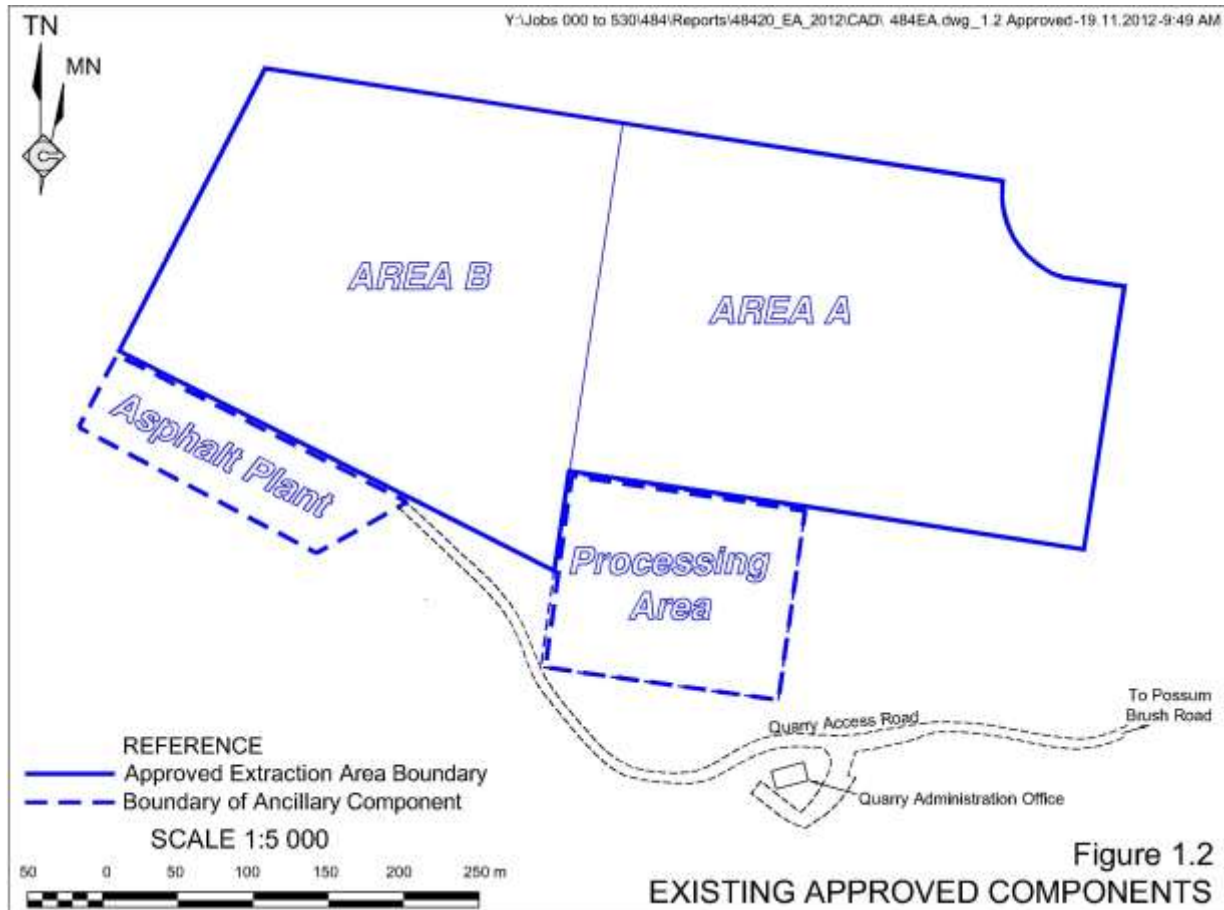 Y:\Jobs 000 to 530\484\Reports\48420_EA_2012\CAD\ 484EA.dwg_1.2 Approved-19.11.2012-9:49 AM
TN
MN
AREA B
AREA A
Asphalt Plant
Processing
Area
To Possum
Brush Road
Quarry Access Road
Quarry Administration Office
REFERENCE
Approved Extraction Area Boundary
Boundary of Ancillary Component
SCALE 1:5 000
50 0 50 100 150 200 250 m
Figure 1.2
EXISTING APPROVED COMPONENTS